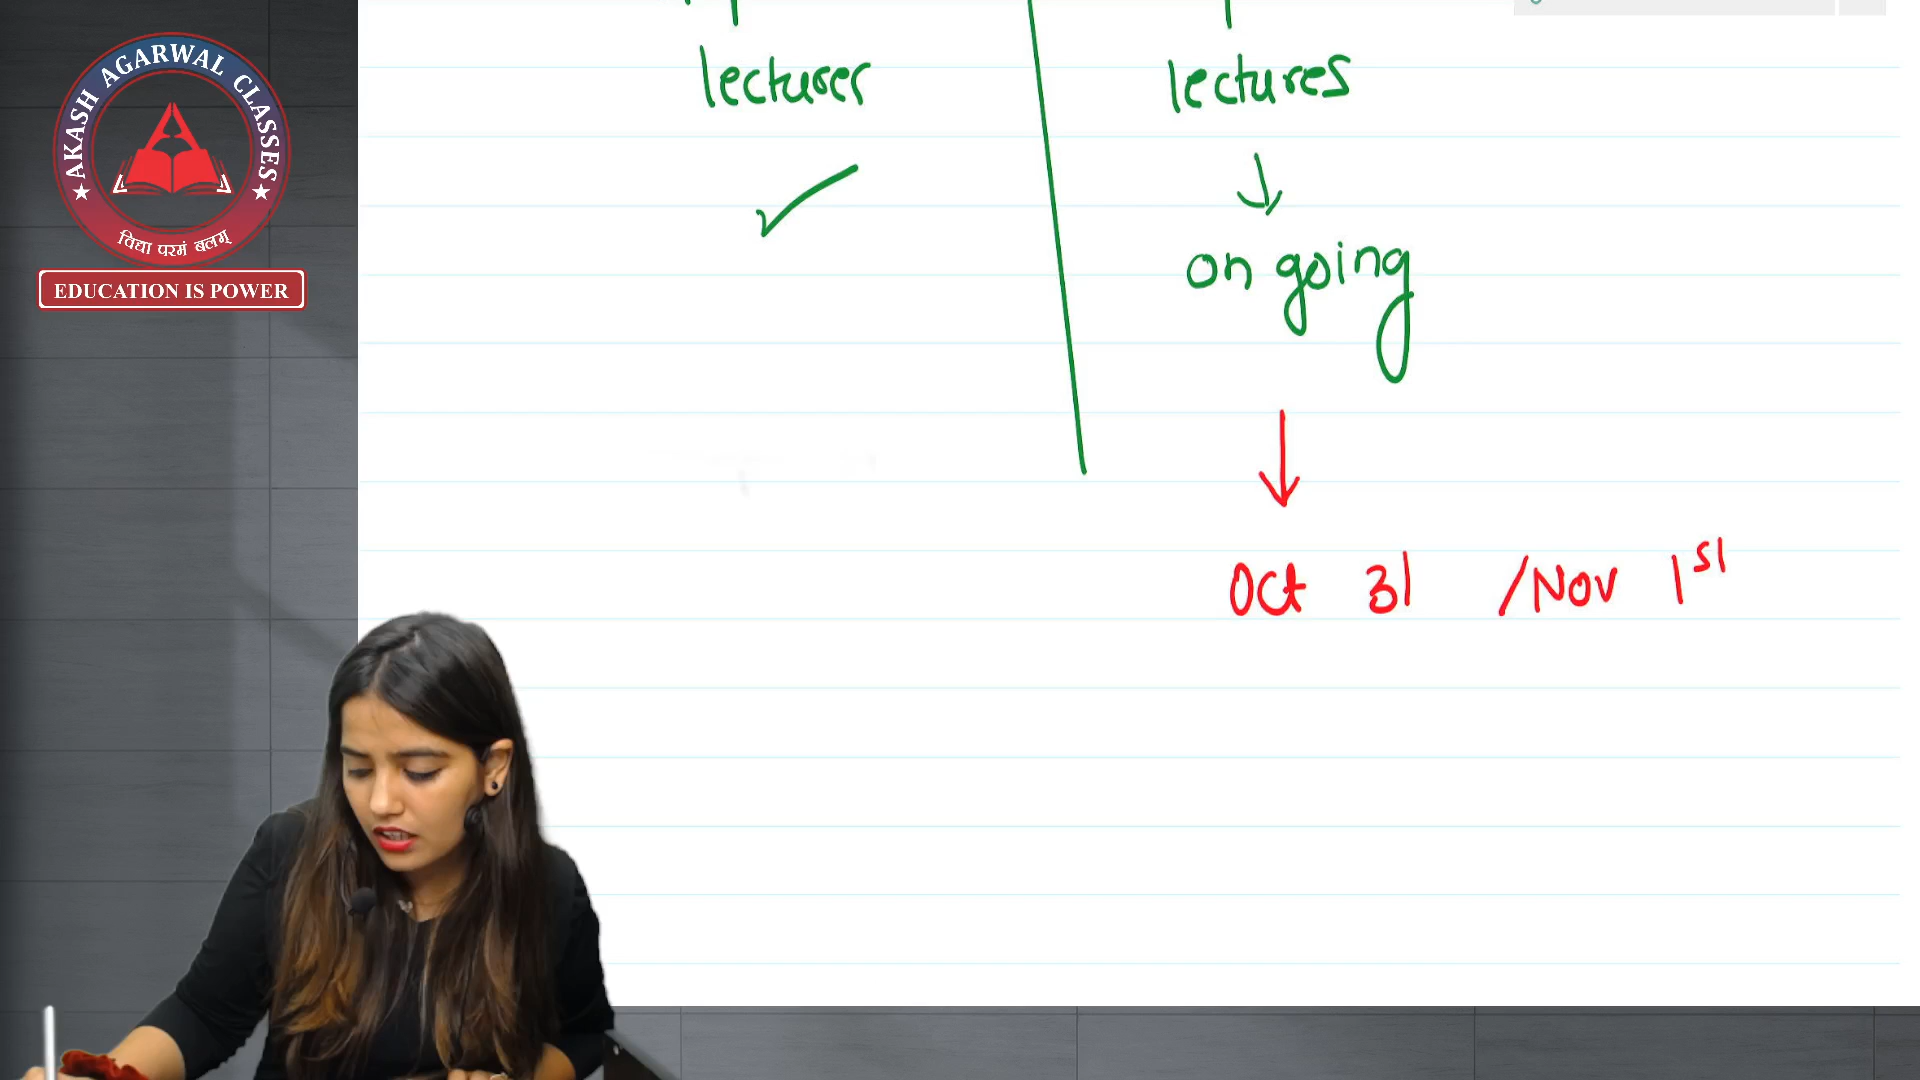 AKASH AGARWAL CLASSES
विद्या परमं बलम्
EDUCATION IS POWER
lectures
lectures
on going
Oct 31 /Nov 1st